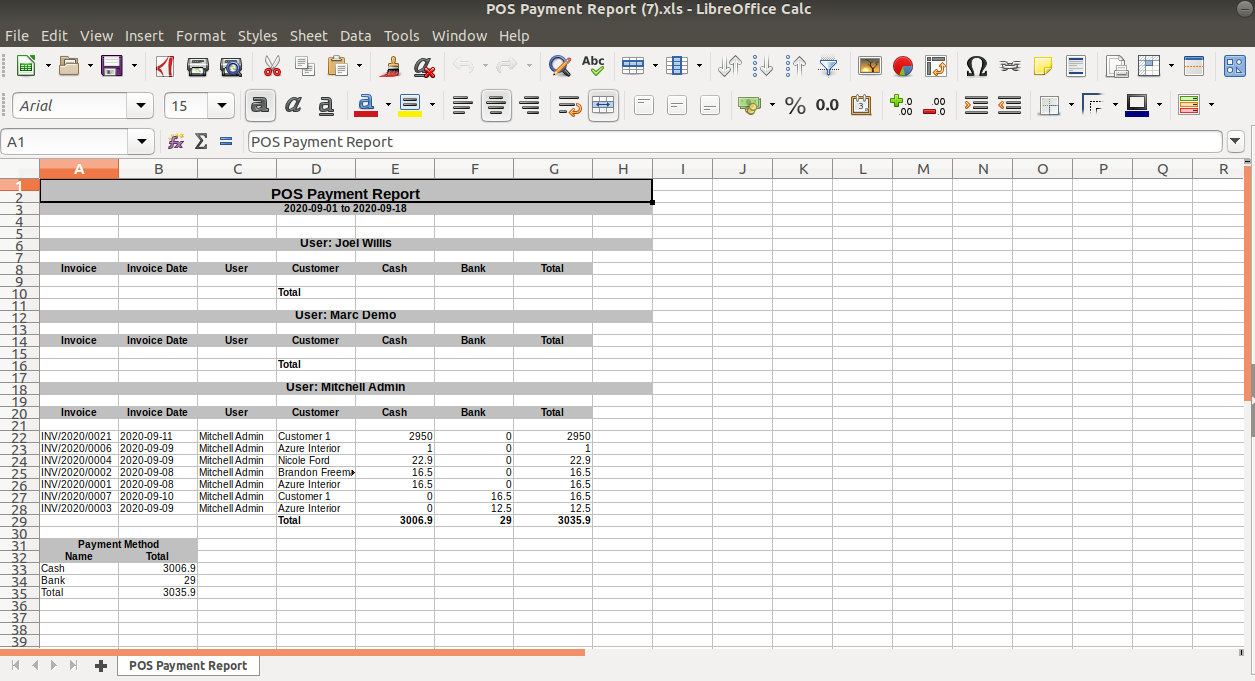 POS Payment Report (7).xls - LibreOffice Calc
File Edit View Insert Format Styles Sheet Data Tools Window Help
Abc
Arial 15 a a a a % 0.0 3 .00 .00
A1 fx Σ = POS Payment Report
A B C D E F G H I J K L M N O P Q R
1
2 POS Payment Report
3 2020-09-01 to 2020-09-18
4
5
6 User: Joel Willis
7
8 Invoice Invoice Date User Customer Cash Bank Total
9
10 Total
11
12 User: Marc Demo
13
14 Invoice Invoice Date User Customer Cash Bank Total
15
16 Total
17
18 User: Mitchell Admin
19
20 Invoice Invoice Date User Customer Cash Bank Total
21
22 INV/2020/0021 2020-09-11 Mitchell Admin Customer 1 2950 0 2950
23 INV/2020/0006 2020-09-09 Mitchell Admin Azure Interior 1 0 1
24 INV/2020/0004 2020-09-09 Mitchell Admin Nicole Ford 22.9 0 22.9
25 INV/2020/0002 2020-09-08 Mitchell Admin Brandon Freem 16.5 0 16.5
26 INV/2020/0001 2020-09-08 Mitchell Admin Azure Interior 16.5 0 16.5
27 INV/2020/0007 2020-09-10 Mitchell Admin Customer 1 0 16.5 16.5
28 INV/2020/0003 2020-09-09 Mitchell Admin Azure Interior 0 12.5 12.5
29 Total 3006.9 29 3035.9
30
31 Payment Method
32 Name Total
33 Cash 3006.9
34 Bank 29
35 Total 3035.9
36
37
38
39
POS Payment Report